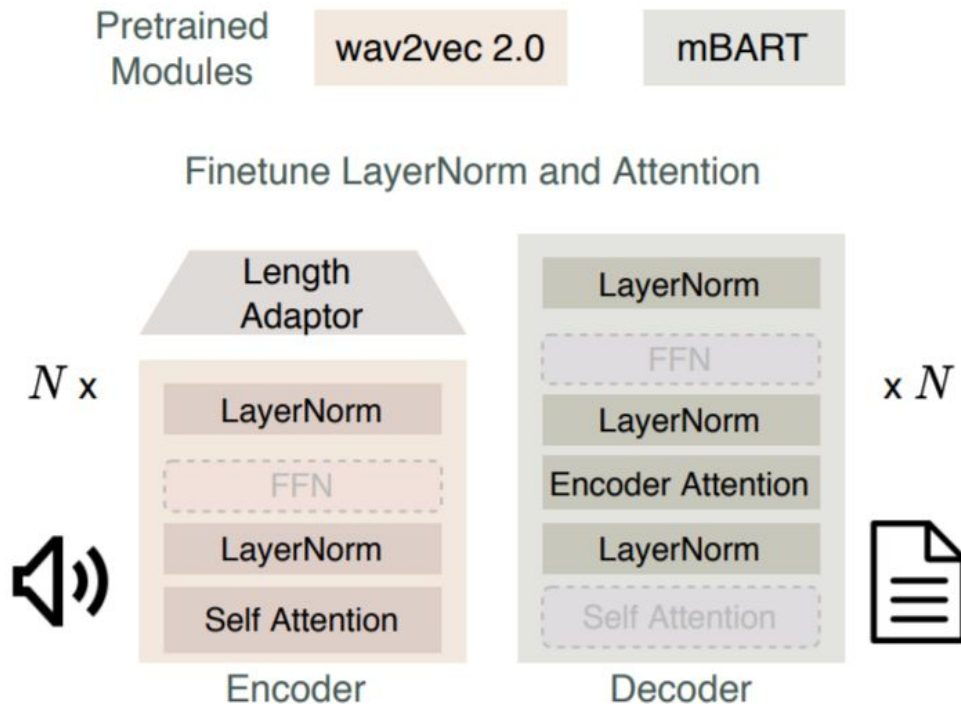 Pretrained
Modules
wav2vec 2.0
mBART
Finetune LayerNorm and Attention
Length
Adaptor
N x
LayerNorm
FFN
LayerNorm
Self Attention
Encoder
LayerNorm
FFN
LayerNorm
Encoder Attention
LayerNorm
Self Attention
x N
Decoder